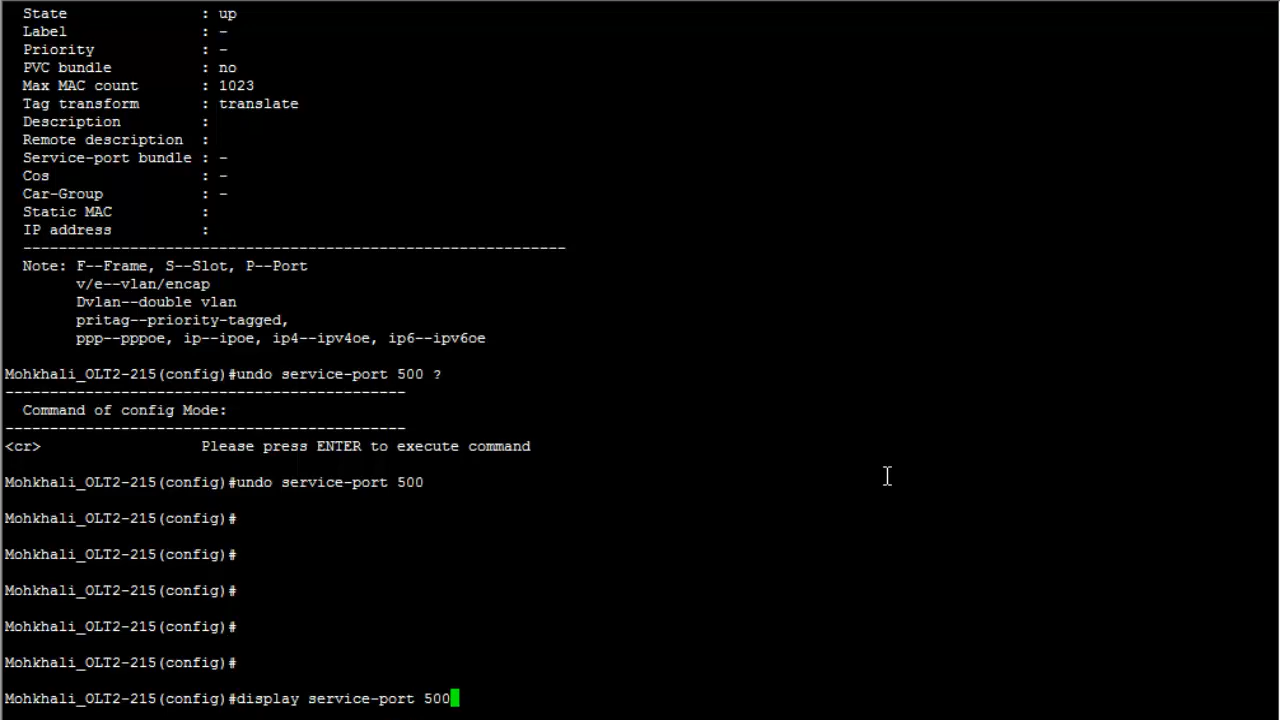 State               : up
Label               : -
Priority            : -
PVC bundle          : no
Max MAC count       : 1023
Tag transform       : translate
Description         :
Remote description  :
Service-port bundle : -
Cos                 : -
Car-Group           : -
Static MAC          :
IP address          :
-------------------------------------------------------------
Note: F--Frame, S--Slot, P--Port
v/e--vlan/encap
Dvlan--double vlan
pritag--priority-tagged,
ppp--pppoe, ip--ipoe, ip4--ipv4oe, ip6--ipv6oe
Mohkhali_OLT2-215(config)#undo service-port 500 ?
---------------------------------------------
Command of config Mode:
---------------------------------------------
<cr>                  Please press ENTER to execute command
Mohkhali_OLT2-215(config)#undo service-port 500
Mohkhali_OLT2-215(config)#
Mohkhali_OLT2-215(config)#
Mohkhali_OLT2-215(config)#
Mohkhali_OLT2-215(config)#
Mohkhali_OLT2-215(config)#
Mohkhali_OLT2-215(config)#display service-port 500